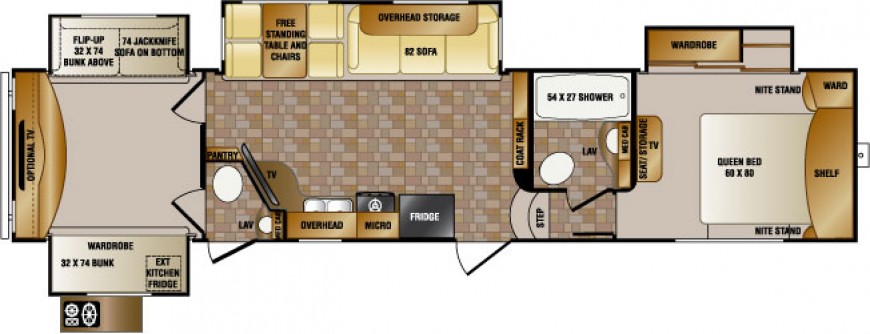 FLIP-UP
32 X 74
BUNK ABOVE
74 JACKKNIFE
SOFA ON BOTTOM
FREE
STANDING
TABLE AND
CHAIRS
OVERHEAD STORAGE
82 SOFA
WARDROBE
NITE STAND
WARD
54 X 27 SHOWER
OPTIONAL TV
COAT RACK
LAV
MED CAB
SEAT/ STORAGE
TV
QUEEN BED
60 X 80
SHELF
PANTRY
TV
LAV
MED CAB
OVERHEAD
MICRO
FRIDGE
STEP
NITE STAND
WARDROBE
32 X 74 BUNK
EXT
KITCHEN
FRIDGE